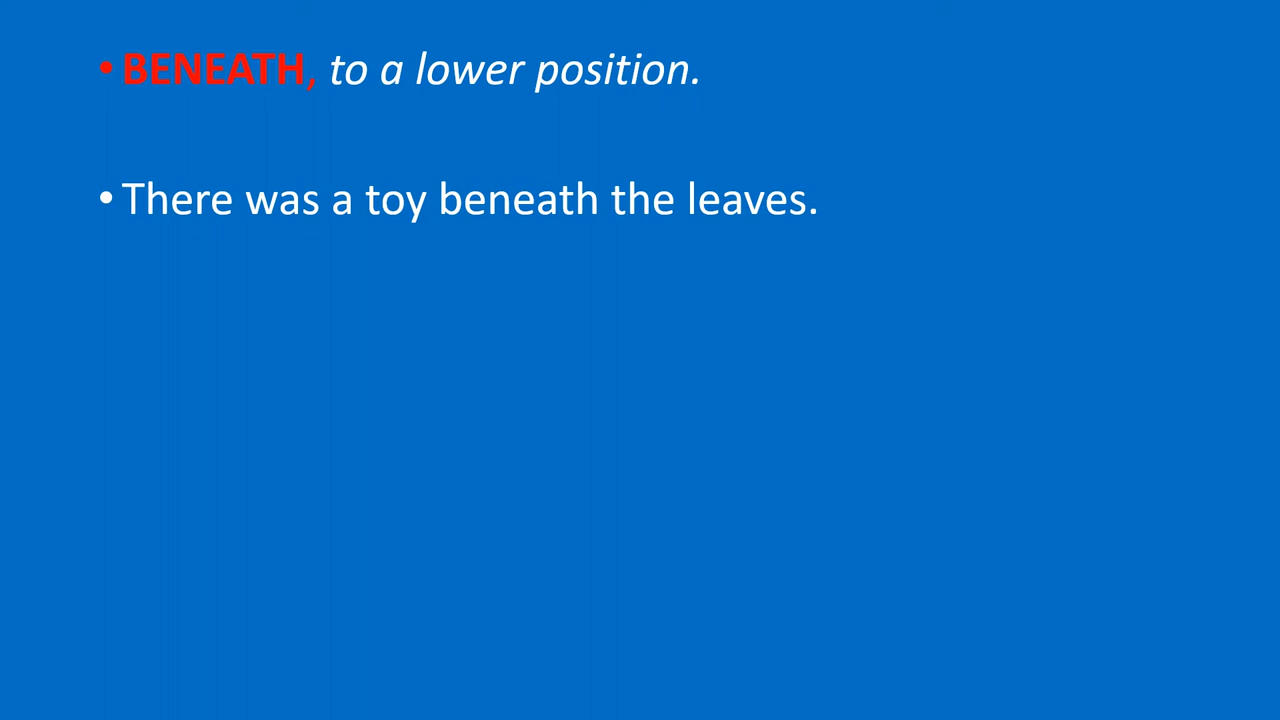 • BENEATH, to a lower position.
• There was a toy beneath the leaves.